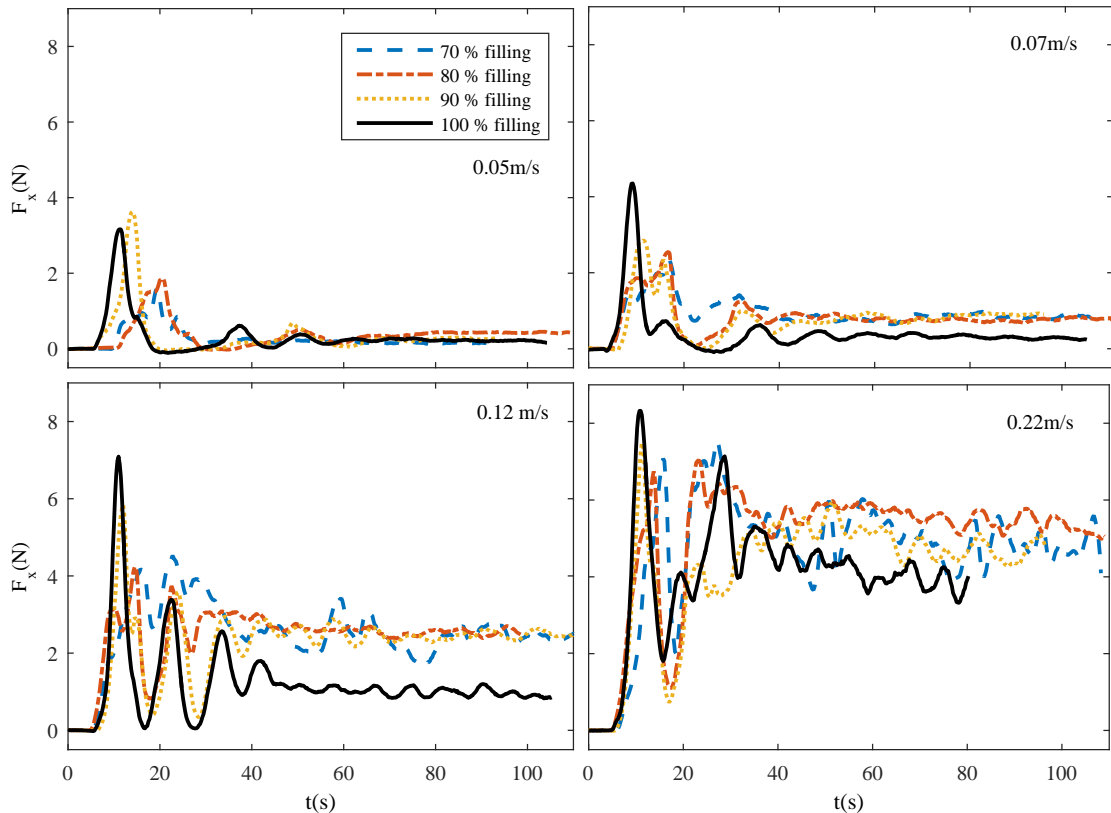 8
6
4
2
0
F_x(N)
70 % filling
80 % filling
90 % filling
100 % filling
0.05m/s
0.07m/s
8
6
4
2
0
F_x(N)
0.12 m/s
0.22m/s
0 20 40 60 80 100
t(s)
0 20 40 60 80 100
t(s)